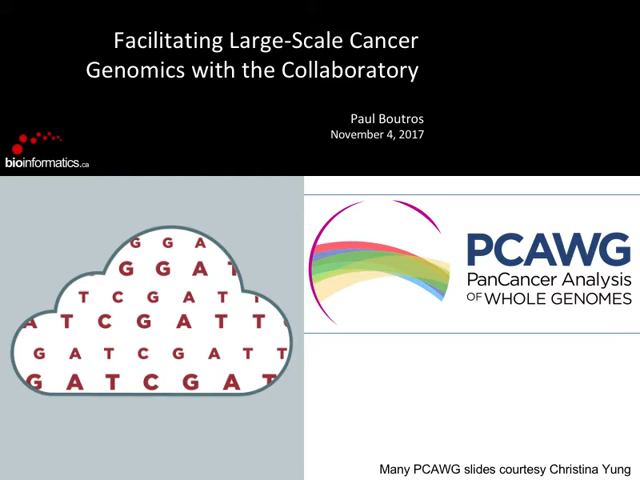 Facilitating Large-Scale Cancer
Genomics with the Collaboratory
Paul Boutros
November 4, 2017
bioinformatics.ca
G G A
G G A T
T C G A T T
A T C G A T T
G A T C G A T T
G A T C G A T
PCAWG
PanCancer Analysis
OF WHOLE GENOMES
Many PCAWG slides courtesy Christina Yung